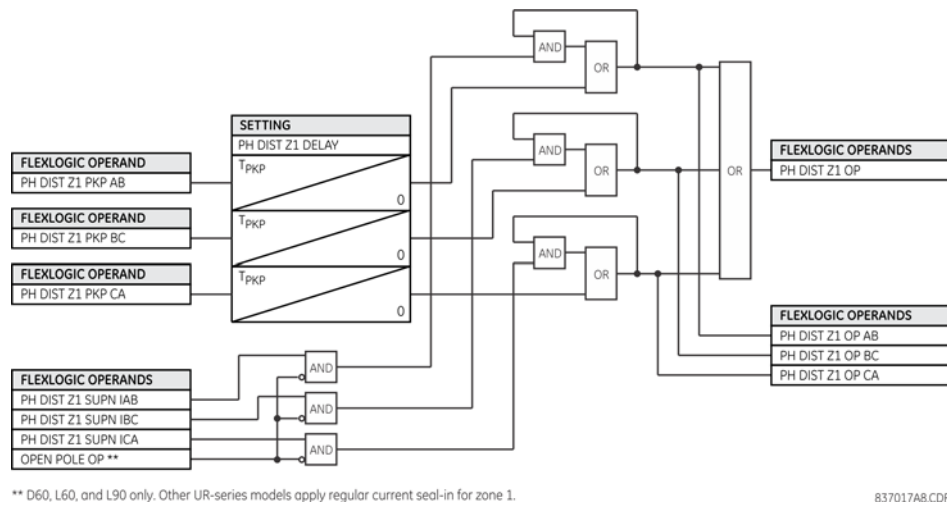 AND
OR
SETTING
PH DIST Z1 DELAY
FLEXLOGIC OPERAND
PH DIST Z1 PKP AB
TPKP
0
AND
OR
OR
FLEXLOGIC OPERANDS
PH DIST Z1 OP
FLEXLOGIC OPERAND
PH DIST Z1 PKP BC
TPKP
0
AND
OR
FLEXLOGIC OPERAND
PH DIST Z1 PKP CA
TPKP
0
FLEXLOGIC OPERANDS
PH DIST Z1 OP AB
PH DIST Z1 OP BC
PH DIST Z1 OP CA
FLEXLOGIC OPERANDS
PH DIST Z1 SUPN IAB
PH DIST Z1 SUPN IBC
PH DIST Z1 SUPN ICA
OPEN POLE OP **
AND
AND
AND
** D60, L60, and L90 only. Other UR-series models apply regular current seal-in for zone 1.
837017A8.CDR